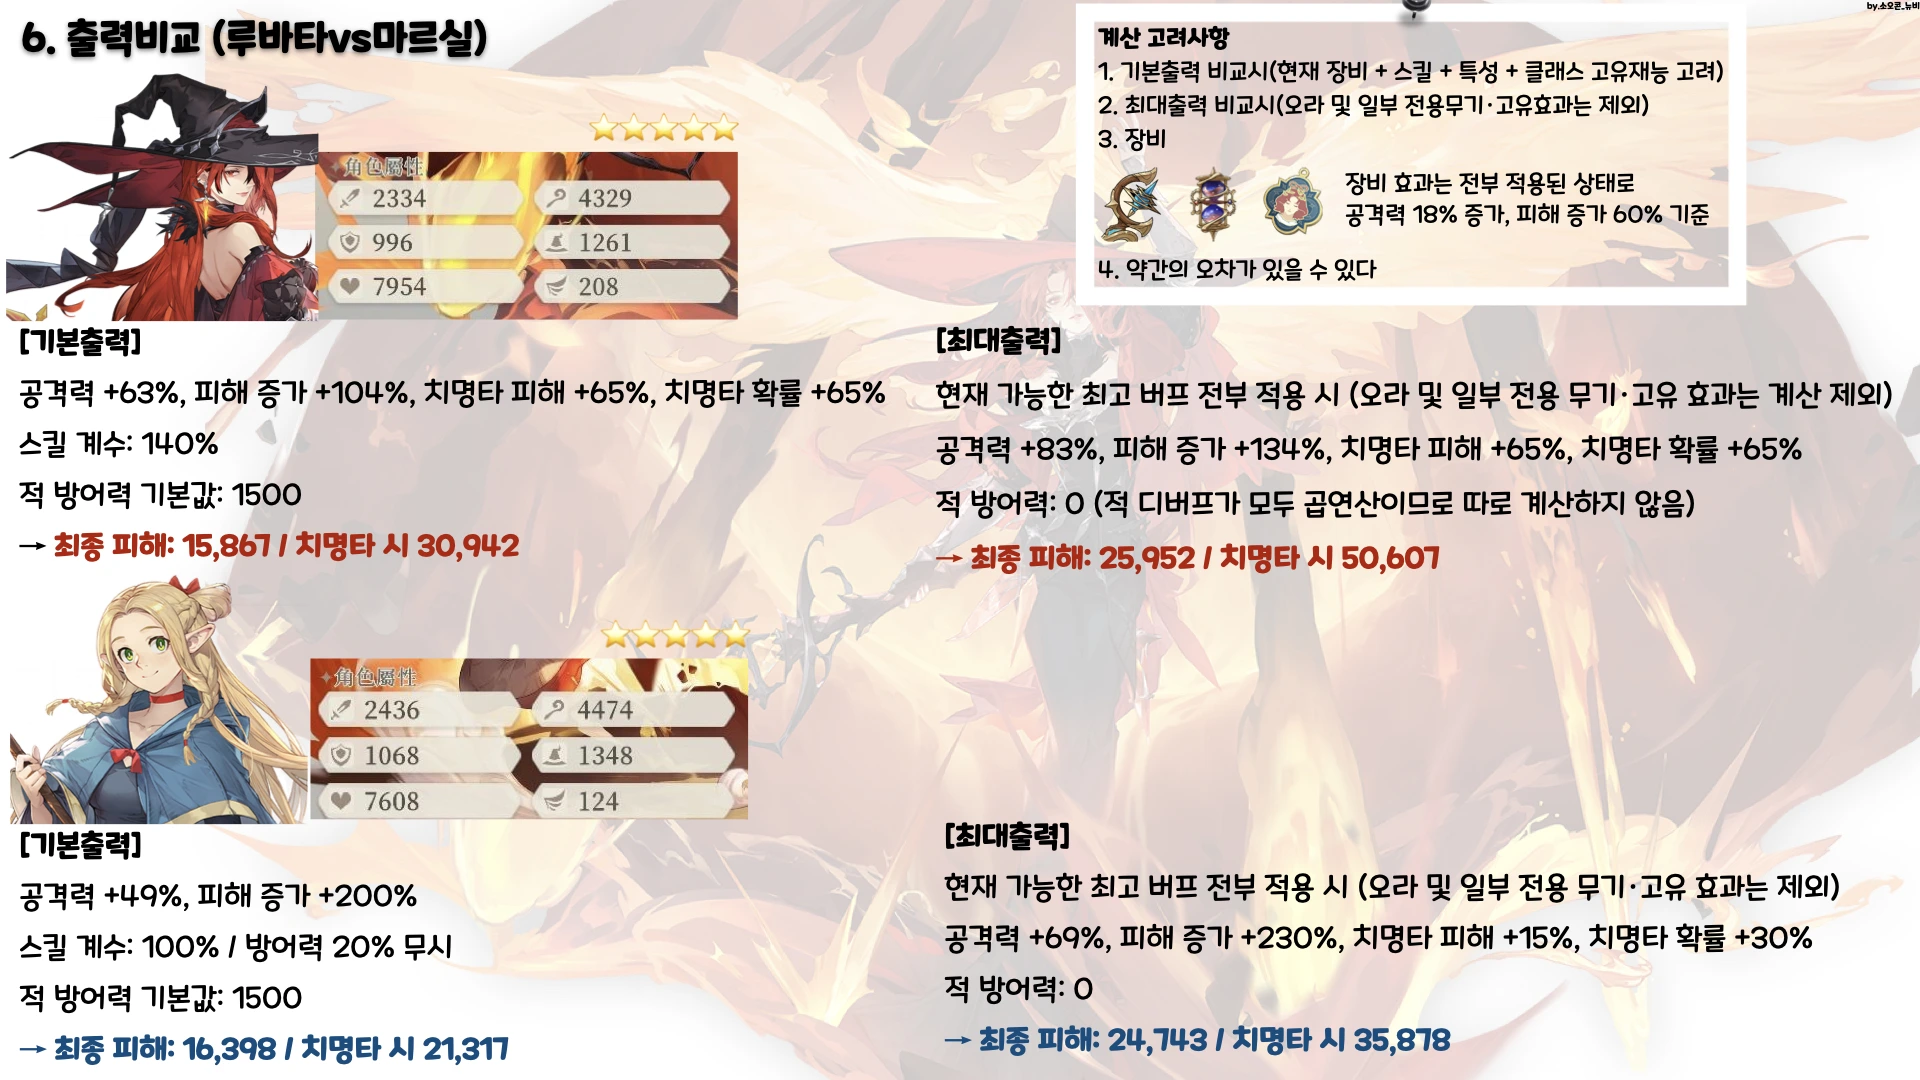 by.소오콘_뉴비
6. 출력비교 (루바타vs마르실)
계산 고려사항
1. 기본출력 비교시(현재 장비 + 스킬 + 특성 + 클래스 고유재능 고려)
2. 최대출력 비교시(오라 및 일부 전용무기·고유효과는 제외)
3. 장비
장비 효과는 전부 적용된 상태로
공격력 18% 증가, 피해 증가 60% 기준
4. 약간의 오차가 있을 수 있다
角色屬性
2334 4329
996 1261
7954 208
[기본출력]
공격력 +63%, 피해 증가 +104%, 치명타 피해 +65%, 치명타 확률 +65%
스킬 계수: 140%
적 방어력 기본값: 1500
→ 최종 피해: 15,867 / 치명타 시 30,942
[최대출력]
현재 가능한 최고 버프 전부 적용 시 (오라 및 일부 전용 무기·고유 효과는 계산 제외)
공격력 +83%, 피해 증가 +134%, 치명타 피해 +65%, 치명타 확률 +65%
적 방어력: 0 (적 디버프가 모두 곱연산이므로 따로 계산하지 않음)
→ 최종 피해: 25,952 / 치명타 시 50,607
角色屬性
2436 4474
1068 1348
7608 124
[기본출력]
공격력 +49%, 피해 증가 +200%
스킬 계수: 100% / 방어력 20% 무시
적 방어력 기본값: 1500
→ 최종 피해: 16,398 / 치명타 시 21,317
[최대출력]
현재 가능한 최고 버프 전부 적용 시 (오라 및 일부 전용 무기·고유 효과는 제외)
공격력 +69%, 피해 증가 +230%, 치명타 피해 +15%, 치명타 확률 +30%
적 방어력: 0
→ 최종 피해: 24,743 / 치명타 시 35,878